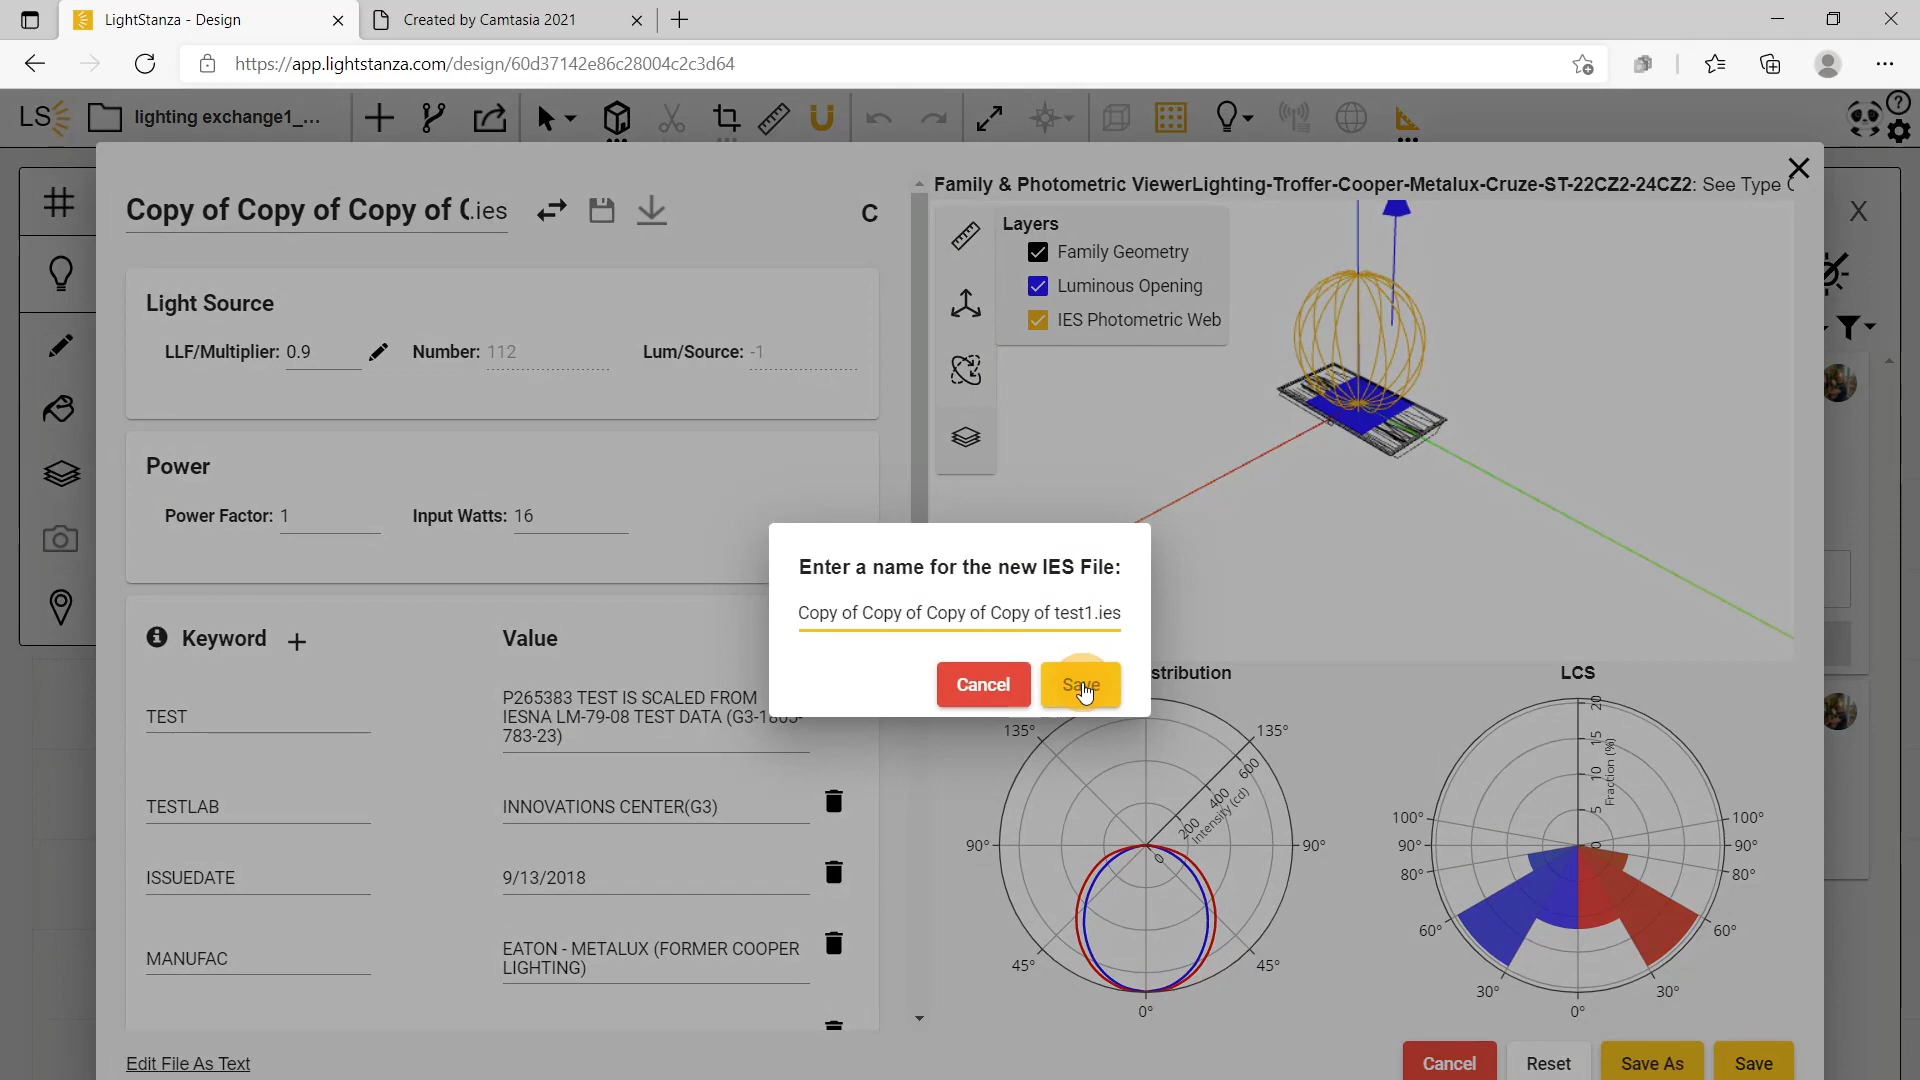 LightStanza - Design
Created by Camtasia 2021
https://app.lightstanza.com/design/60d37142e86c28004c2c3d64
LS
lighting exchange1_...
Copy of Copy of Copy of (.ies
C
Family & Photometric ViewerLighting-Troffer-Cooper-Metalux-Cruze-ST-22CZ2-24CZ2: See Type
X
Layers
Family Geometry
Luminous Opening
IES Photometric Web
Light Source
LLF/Multiplier: 0.9
Number: 112
Lum/Source: -1
Power
Power Factor: 1
Input Watts: 16
Enter a name for the new IES File:
Copy of Copy of Copy of Copy of test1.ies
Cancel
Save
Keyword
Value
TEST
P265383 TEST IS SCALED FROM
IESNA LM-79-08 TEST DATA (G3-1805-
783-23)
TESTLAB
INNOVATIONS CENTER(G3)
ISSUEDATE
9/13/2018
MANUFAC
EATON - METALUX (FORMER COOPER
LIGHTING)
stribution
135°
135°
90°
90°
45°
45°
0°
0
200
400
600
Intensity (cd)
LCS
20
15
10
5
0
Fraction (%)
100°
100°
90°
90°
80°
80°
60°
60°
30°
30°
0°
Edit File As Text
Cancel
Reset
Save As
Save